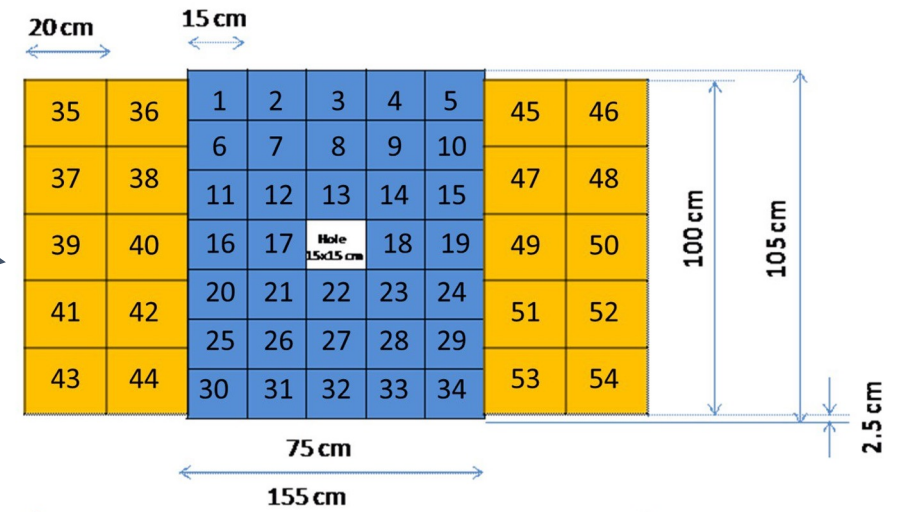 20 cm
15 cm
35 36 1 2 3 4 5 45 46
6 7 8 9 10
37 38 11 12 13 14 15 47 48
39 40 16 17 Hole 18 19 49 50
15x15 cm
41 42 20 21 22 23 24 51 52
25 26 27 28 29
43 44 30 31 32 33 34 53 54
100 cm
105 cm
2.5 cm
75 cm
155 cm